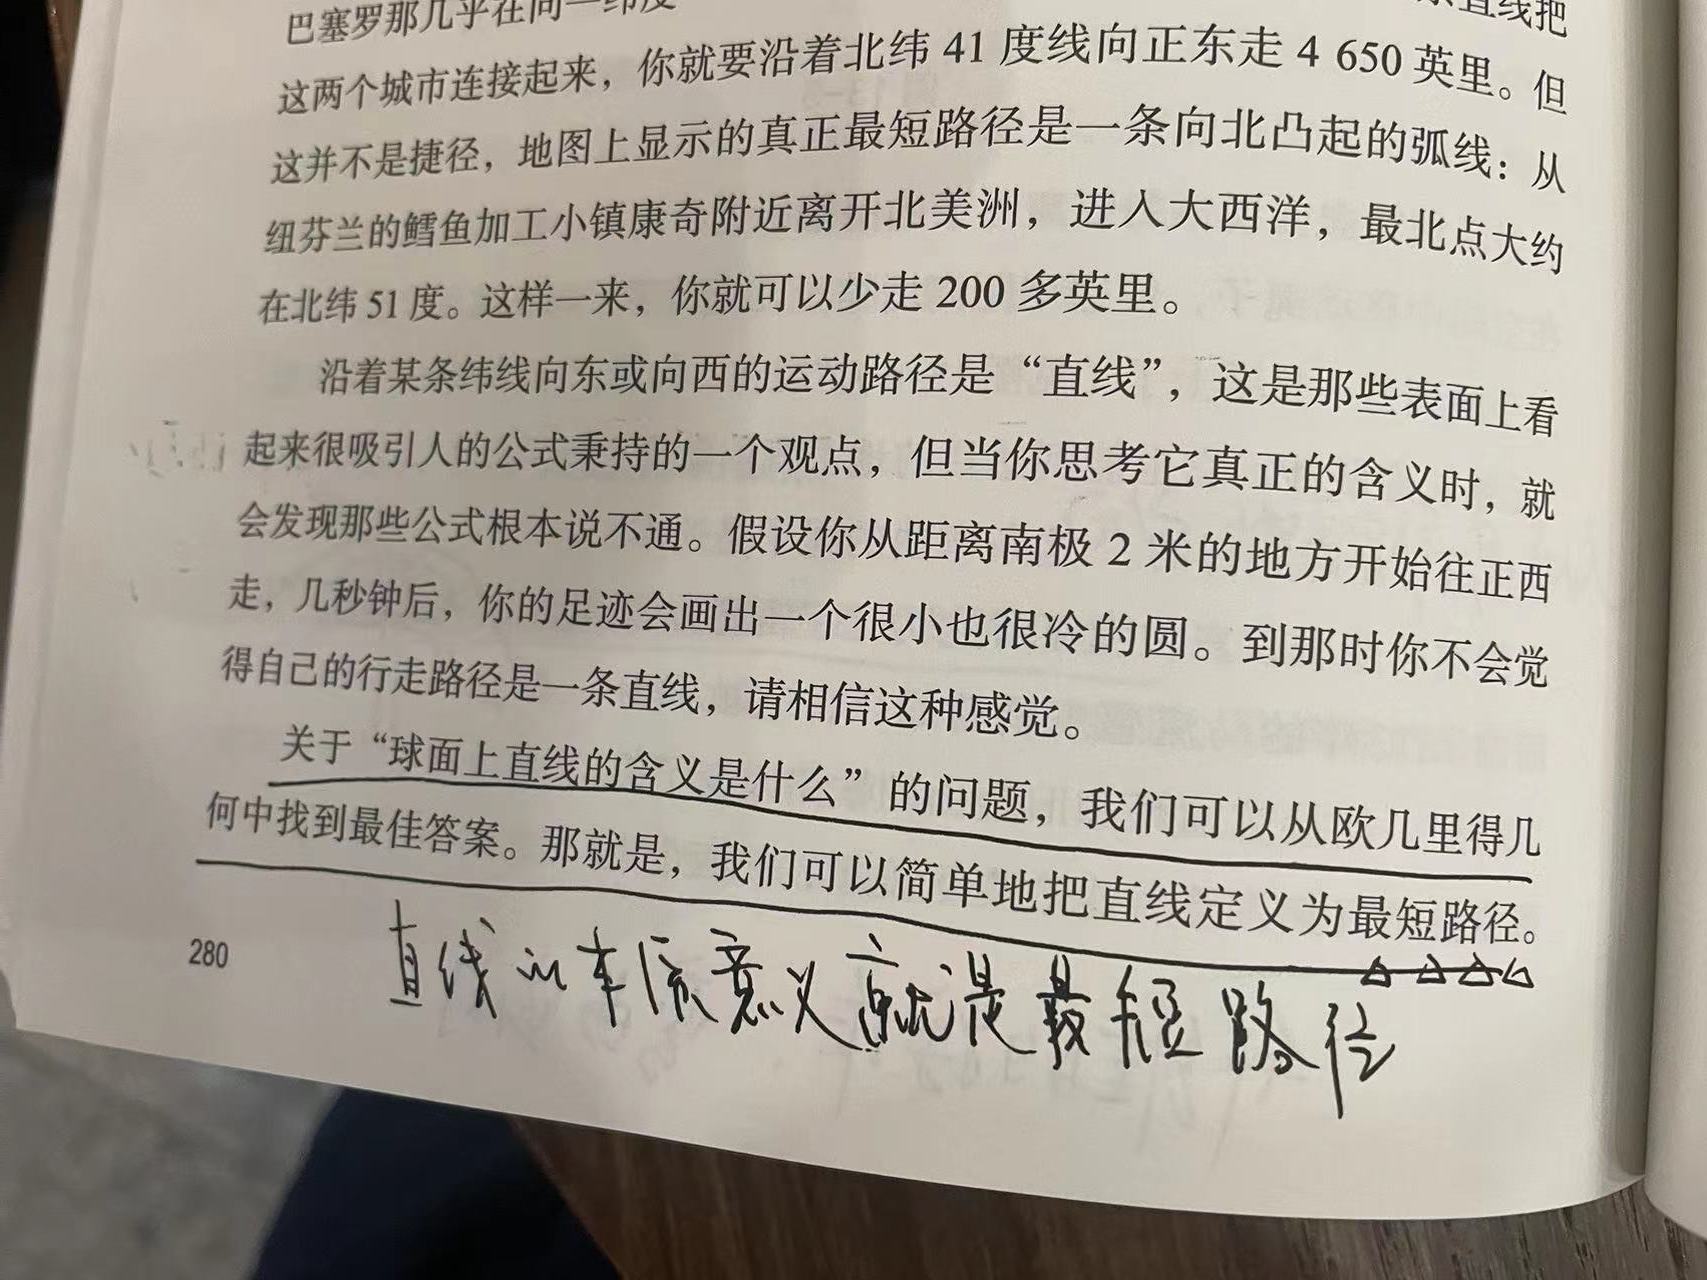 巴塞罗那几乎在同一纬度
直线把
这两个城市连接起来，你就要沿着北纬 41 度线向正东走 4 650 英里。但
这并不是捷径，地图上显示的真正最短路径是一条向北凸起的弧线：从
纽芬兰的鳕鱼加工小镇康奇附近离开北美洲，进入大西洋，最北点大约
在北纬 51 度。这样一来，你就可以少走 200 多英里。
沿着某条纬线向东或向西的运动路径是“直线”，这是那些表面上看
起来很吸引人的公式秉持的一个观点，但当你思考它真正的含义时，就
会发现那些公式根本说不通。假设你从距离南极 2 米的地方开始往正西
走，几秒钟后，你的足迹会画出一个很小也很冷的圆。到那时你不会觉
得自己的行走路径是一条直线，请相信这种感觉。
关于“球面上直线的含义是什么”的问题，我们可以从欧几里得几
何中找到最佳答案。那就是，我们可以简单地把直线定义为最短路径。
280
直线的本质意义就是最短路径